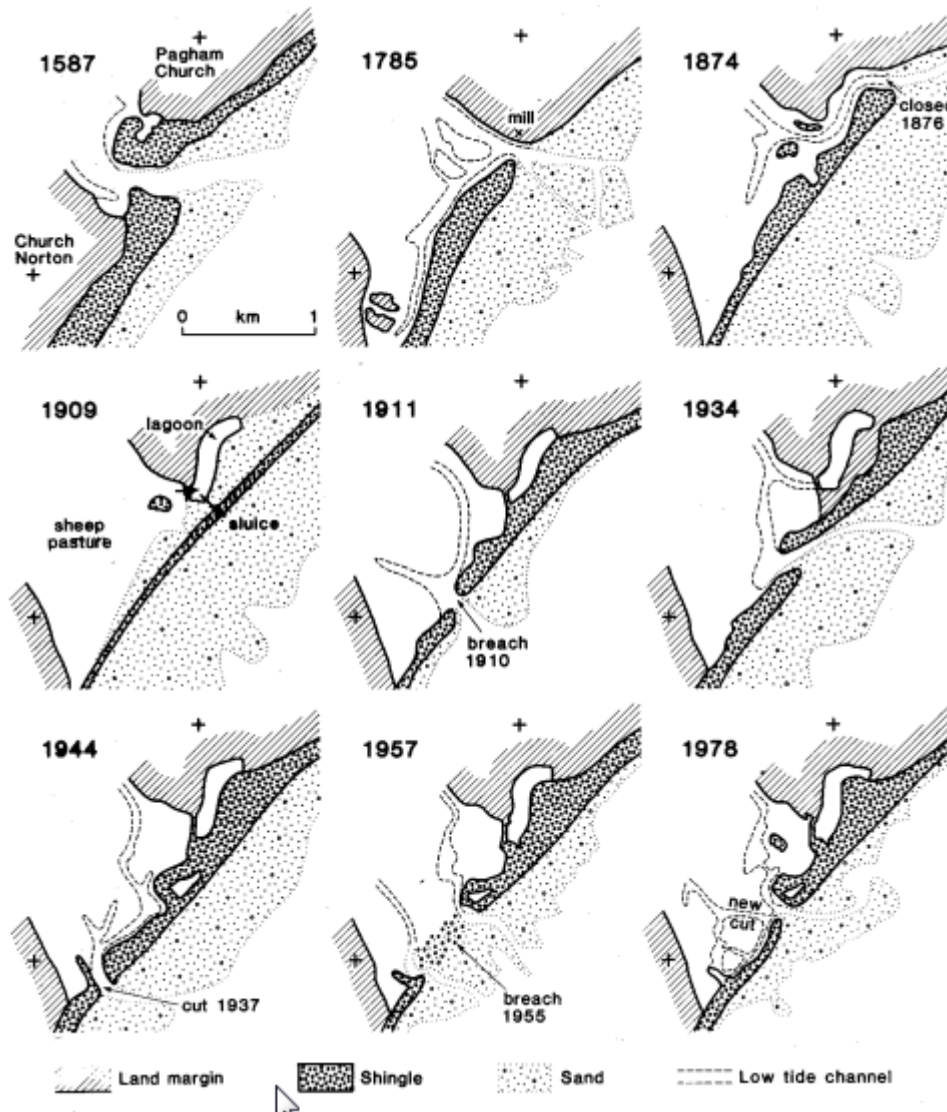 1587
Pagham
Church
Church
Norton
0 km 1
1785
mill
1874
closed
1876
1909
lagoon
sheep
pasture
sluice
1911
breach
1910
1934
1944
cut 1937
1957
breach
1955
1978
new
cut
Land margin
Shingle
Sand
Low tide channel